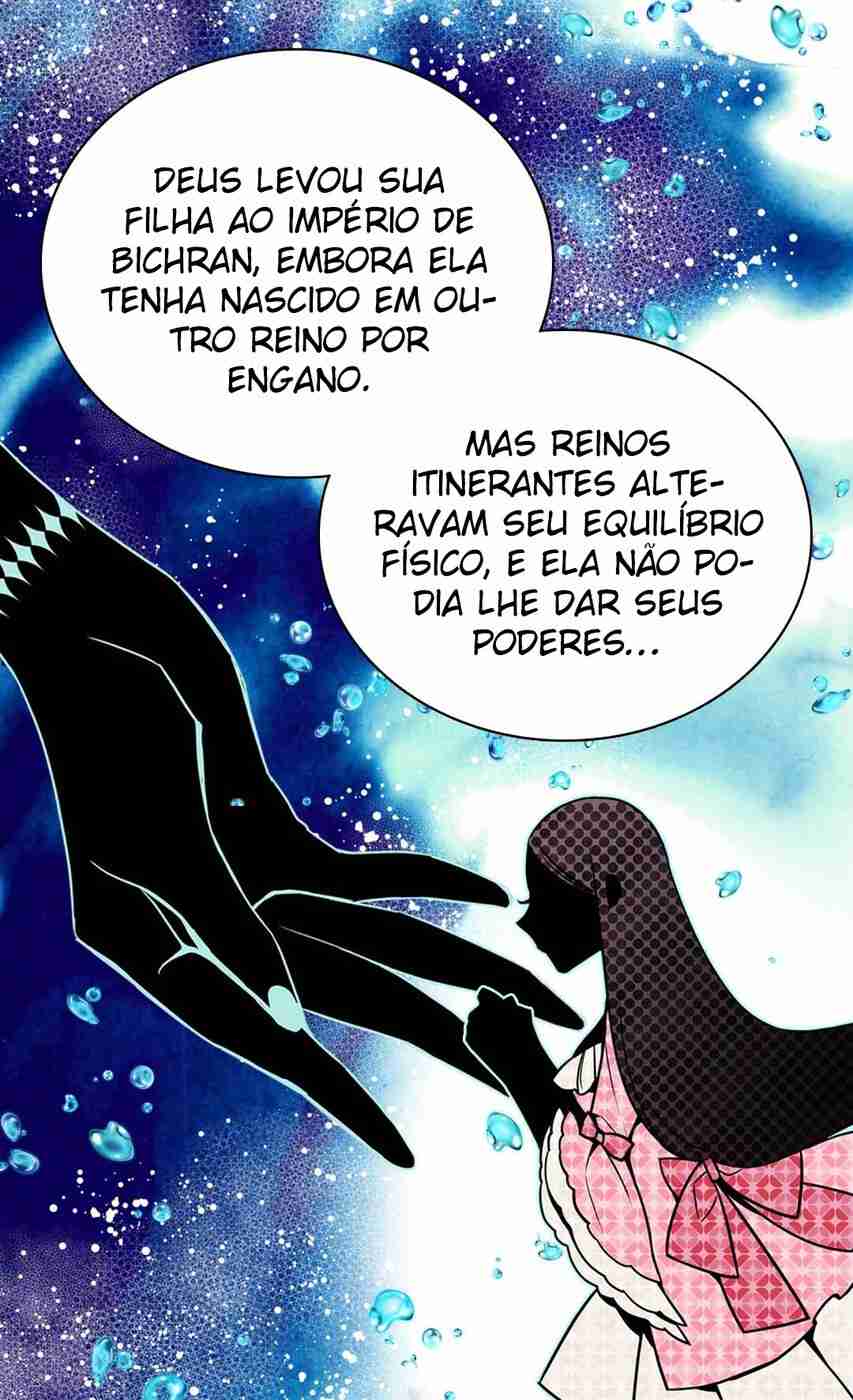 DEUS LEVOU SUA
FILHA AO IMPÉRIO DE
BICHRAN, EMBORA ELA
TENHA NASCIDO EM OU-
TRO REINO POR
ENGANO.
MAS REINOS
ITINERANTES ALTE-
RAVAM SEU EQUILÍBRIO
FÍSICO, E ELA NÃO PO-
DIA LHE DAR SEUS
PODERES...